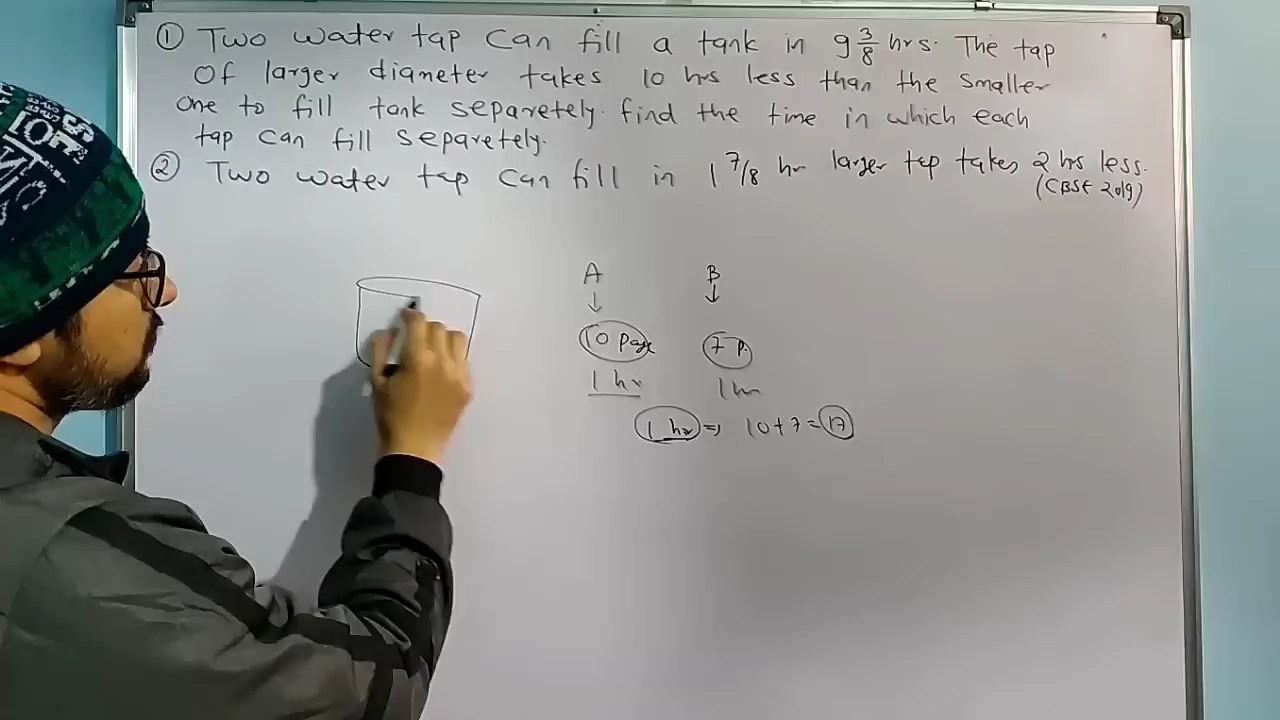 ① Two water tap can fill a tank in 9 3/8 hrs. The tap
of larger diameter takes 10 hrs less than the smaller
one to fill tank separetely. find the time in which each
tap can fill separetely.
② Two water tap can fill in 1 7/8 hr larger tap takes 2 hrs less.
(CBSE 2019)
A B
↓ ↓
10 page 7 p.
1 hr 1 hr
1 hr ⇒ 10+7=17